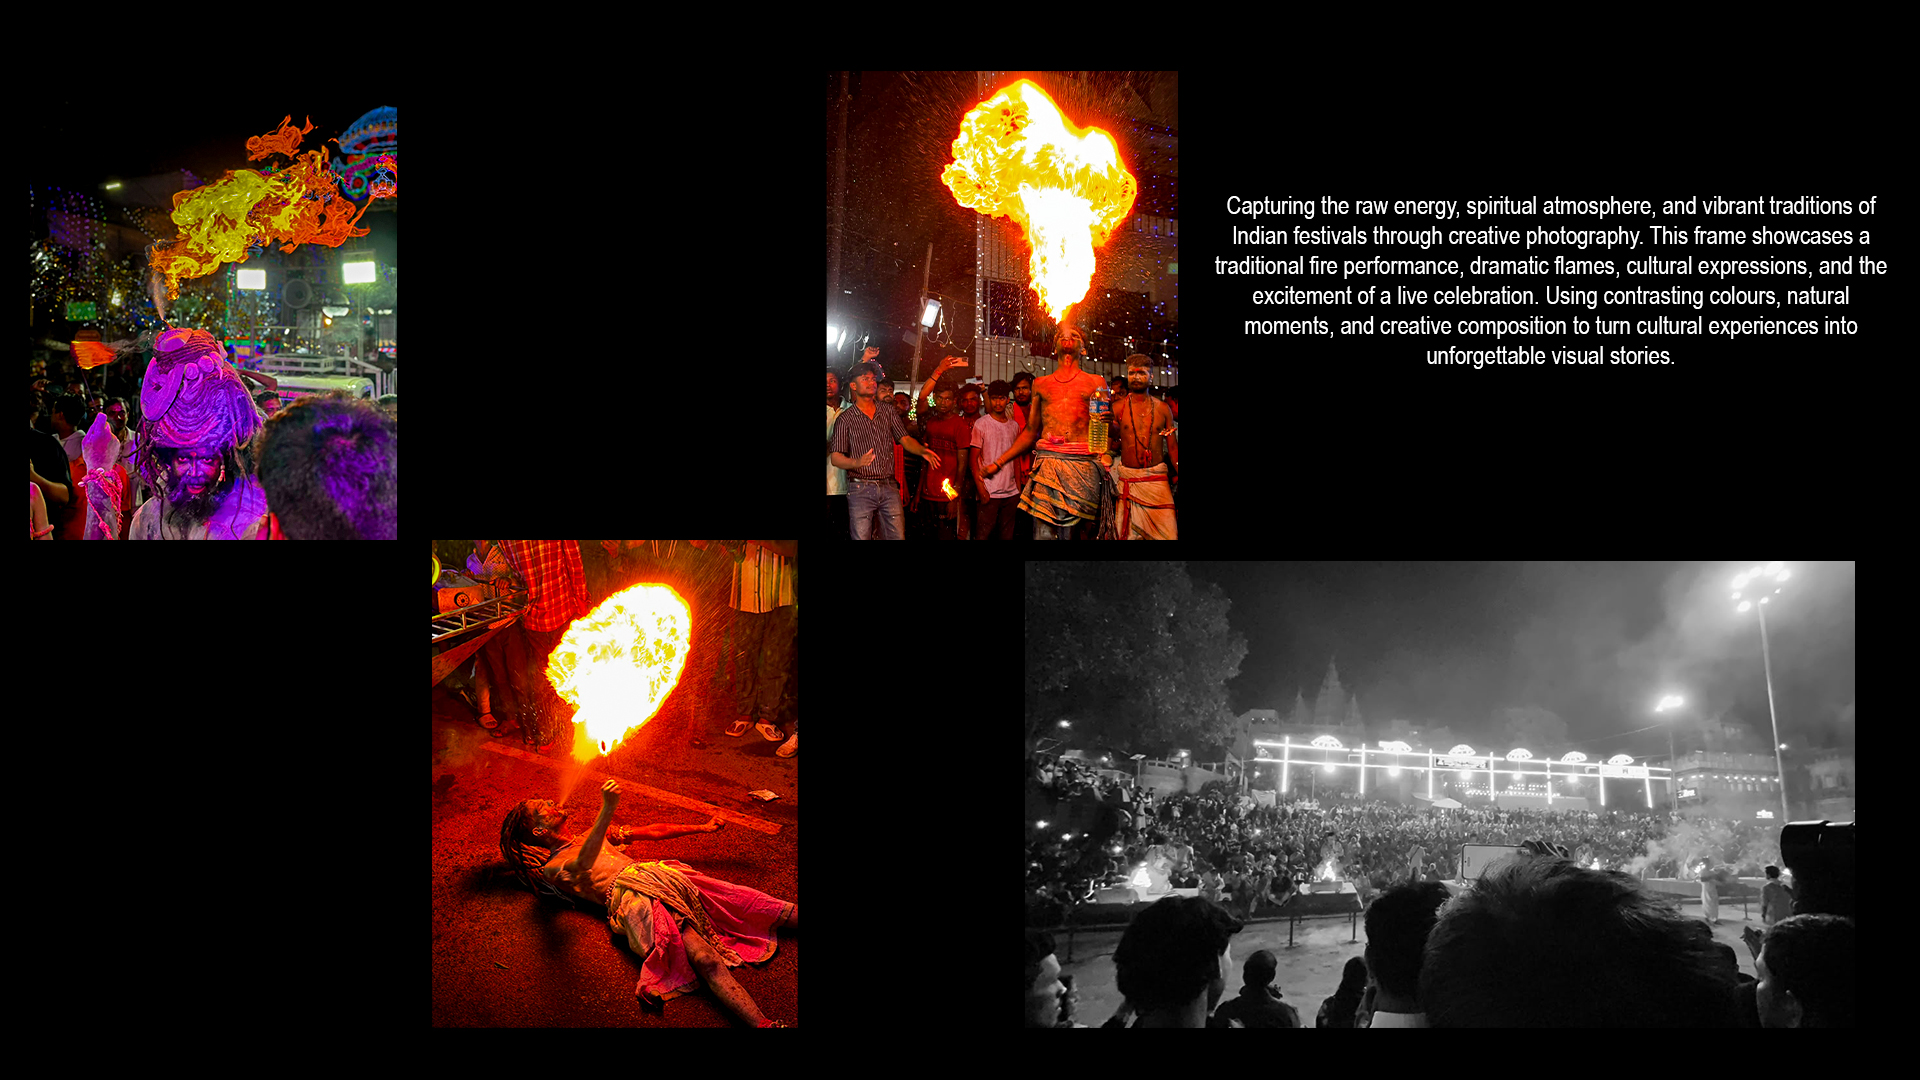 Capturing the raw energy, spiritual atmosphere, and vibrant traditions of
Indian festivals through creative photography. This frame showcases a
traditional fire performance, dramatic flames, cultural expressions, and the
excitement of a live celebration. Using contrasting colours, natural
moments, and creative composition to turn cultural experiences into
unforgettable visual stories.